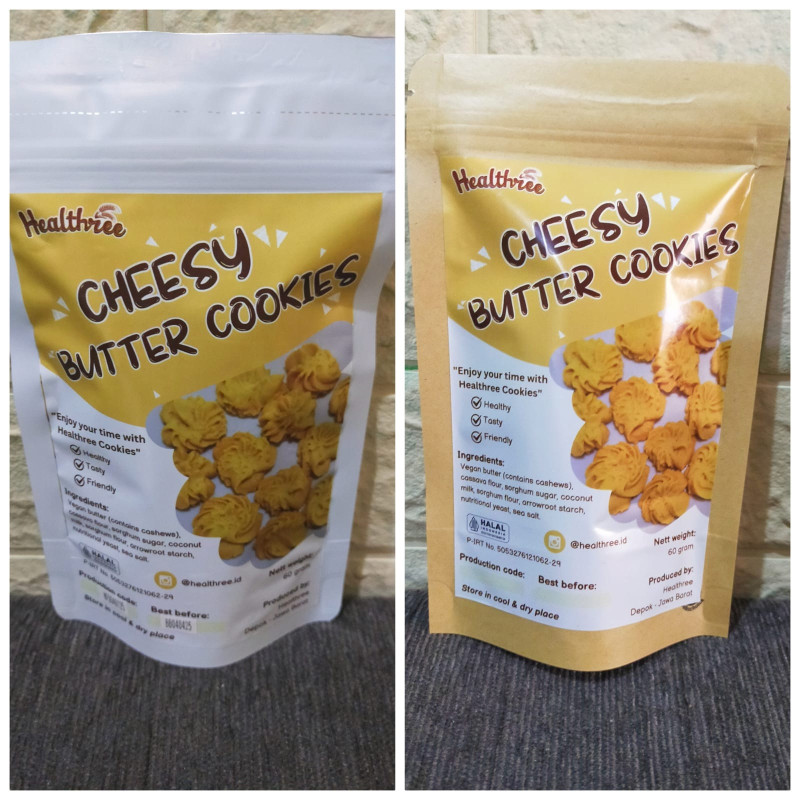 Healthree
CHEESY
BUTTER COOKIES
"Enjoy your time with
Healthree Cookies"
Healthy
Tasty
Friendly
Ingredients:
Vegan butter (contains cashews),
cassava flour, sorghum sugar, coconut
milk, sorghum flour, arrowroot starch,
nutritional yeast, sea salt.
HALAL
INDONESIA
P-IRT No. 5053276121062-29
@healthree.id
Nett weight:
60 gram
Production code:
Best before:
Produced by:
Healthree
Depok - Jawa Barat
Store in cool & dry place
Healthree
CHEESY
BUTTER COOKIES
"Enjoy your time with
Healthree Cookies"
Healthy
Tasty
Friendly
Ingredients:
Vegan butter (contains cashews),
cassava flour, sorghum sugar, coconut
milk, sorghum flour, arrowroot starch,
nutritional yeast, sea salt.
HALAL
INDONESIA
P-IRT No. 5053276121062-29
@healthree.id
Nett weight:
60 gram
Production code:
Best before:
Produced by:
Healthree
Depok - Jawa Barat
Store in cool & dry place